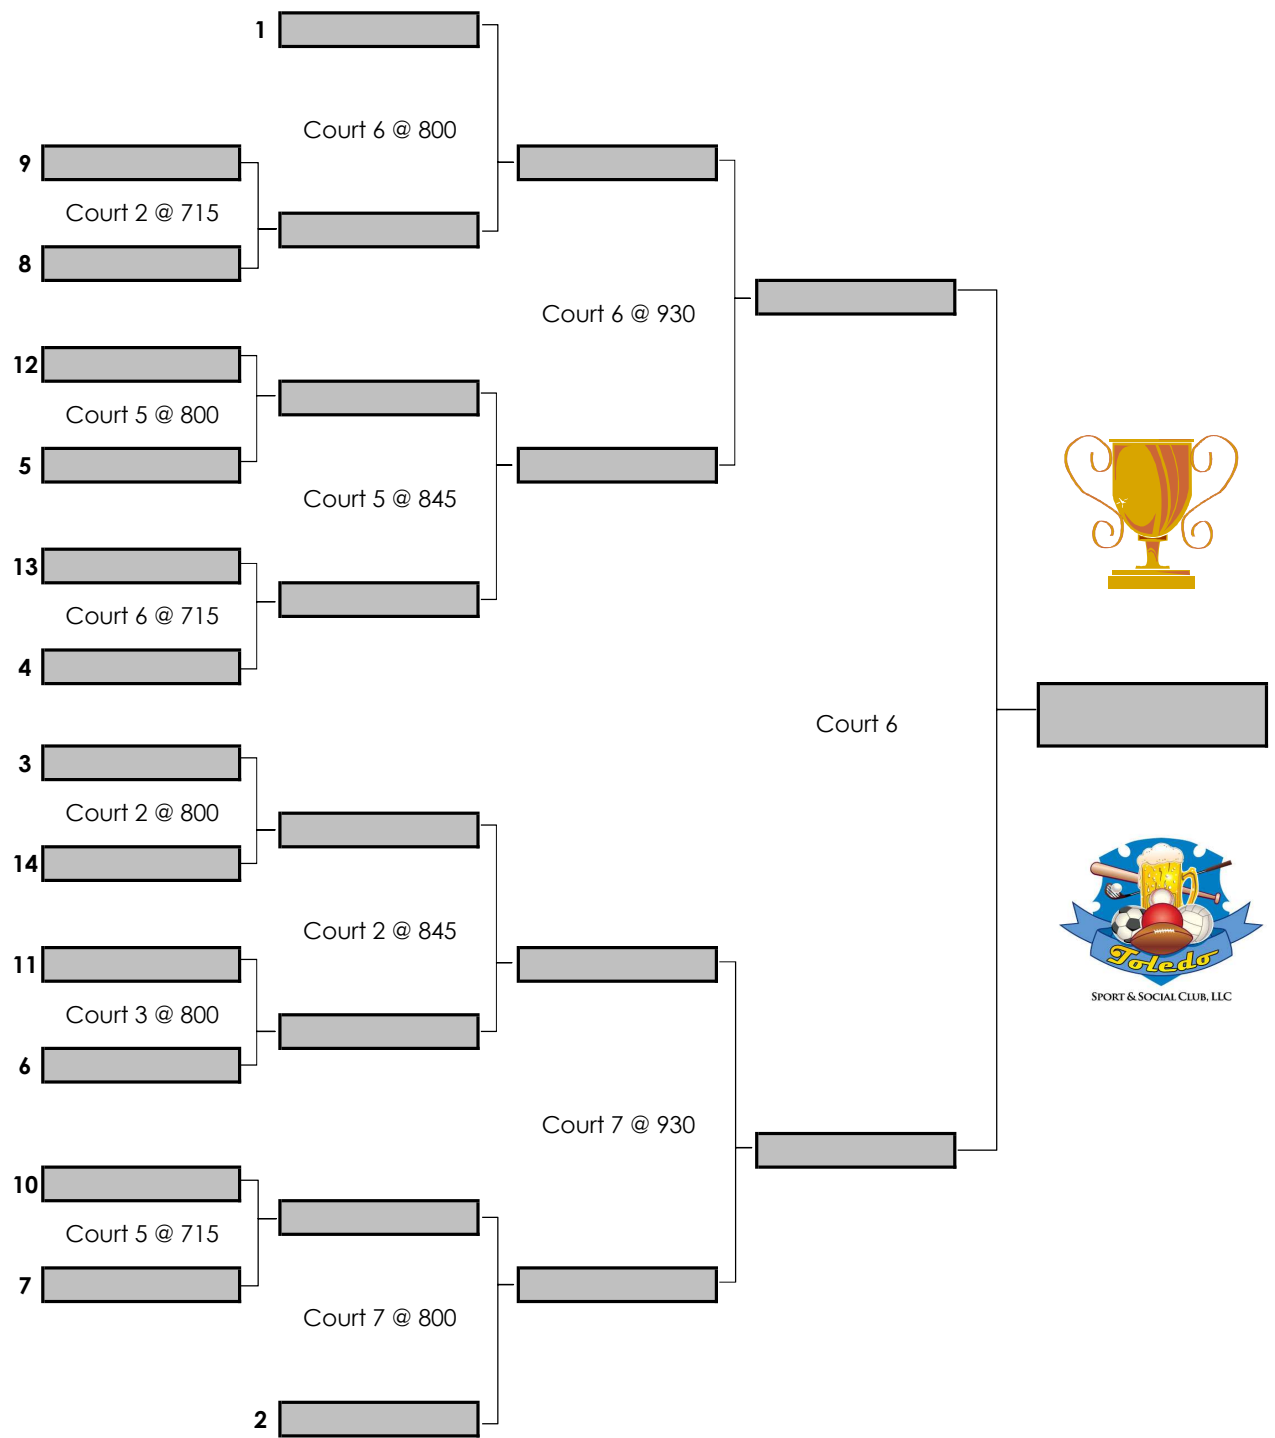 1
Court 6 @ 800
9
Court 2 @ 715
8
Court 6 @ 930
12
Court 5 @ 800
5
Court 5 @ 845
13
Court 6 @ 715
4
Court 6
3
Court 2 @ 800
14
Court 2 @ 845
11
Court 3 @ 800
6
Court 7 @ 930
10
Court 5 @ 715
7
Court 7 @ 800
2
Toledo
SPORT & SOCIAL CLUB, LLC